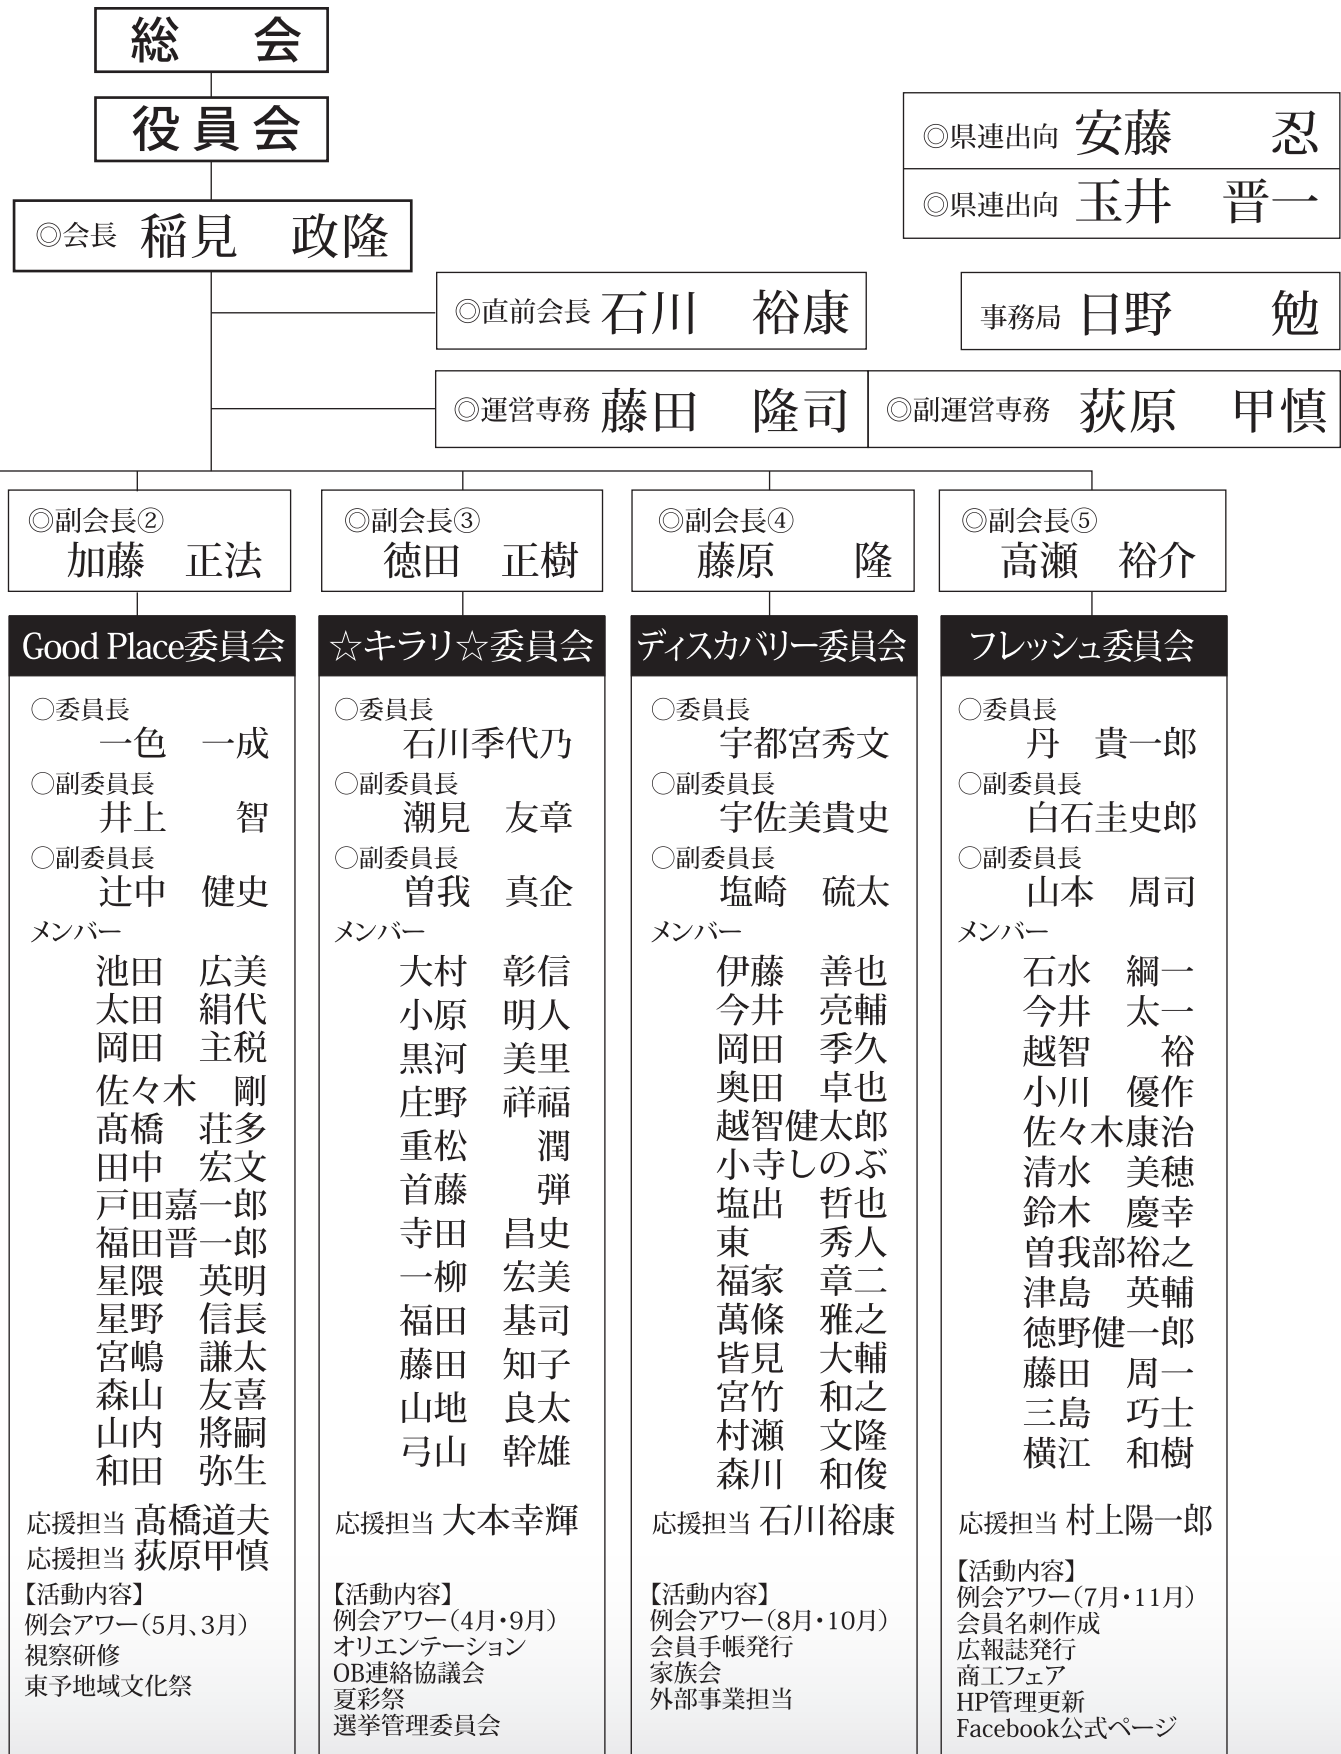 総　会
役員会
◎会長 稲見　政隆
◎県連出向 安藤　忍
◎県連出向 玉井　晋一
◎直前会長 石川　裕康
事務局 日野　勉
◎運営専務 藤田　隆司
◎副運営専務 荻原　甲慎
◎副会長②
加藤　正法
Good Place委員会
○委員長
一色　一成
○副委員長
井上　智
○副委員長
辻中　健史
メンバー
池田　広美
太田　絹代
岡田　主税
佐々木　剛
髙橋　荘多
田中　宏文
戸田嘉一郎
福田晋一郎
星隈　英明
星野　信長
宮嶋　謙太
森山　友喜
山内　將嗣
和田　弥生
応援担当 髙橋道夫
応援担当 荻原甲慎
【活動内容】
例会アワー（5月、3月）
視察研修
東予地域文化祭
◎副会長③
徳田　正樹
☆キラリ☆委員会
○委員長
石川季代乃
○副委員長
潮見　友章
○副委員長
曽我　真企
メンバー
大村　彰信
小原　明人
黒河　美里
庄野　祥福
重松　潤
首藤　弾
寺田　昌史
一柳　宏美
福田　基司
藤田　知子
山地　良太
弓山　幹雄
応援担当 大本幸輝
【活動内容】
例会アワー（4月・9月）
オリエンテーション
OB連絡協議会
夏彩祭
選挙管理委員会
◎副会長④
藤原　隆
ディスカバリー委員会
○委員長
宇都宮秀文
○副委員長
宇佐美貴史
○副委員長
塩崎　硫太
メンバー
伊藤　善也
今井　亮輔
岡田　季久
奥田　卓也
越智健太郎
小寺しのぶ
塩出　哲也
東　秀人
福家　章二
萬條　雅之
皆見　大輔
宮竹　和之
村瀬　文隆
森川　和俊
応援担当 石川裕康
【活動内容】
例会アワー（8月・10月）
会員手帳発行
家族会
外部事業担当
◎副会長⑤
高瀬　裕介
フレッシュ委員会
○委員長
丹　貴一郎
○副委員長
白石圭史郎
○副委員長
山本　周司
メンバー
石水　綱一
今井　太一
越智　裕
小川　優作
佐々木康治
清水　美穂
鈴木　慶幸
曽我部裕之
津島　英輔
徳野健一郎
藤田　周一
三島　巧士
横江　和樹
応援担当 村上陽一郎
【活動内容】
例会アワー（7月・11月）
会員名刺作成
広報誌発行
商工フェア
HP管理更新
Facebook公式ページ